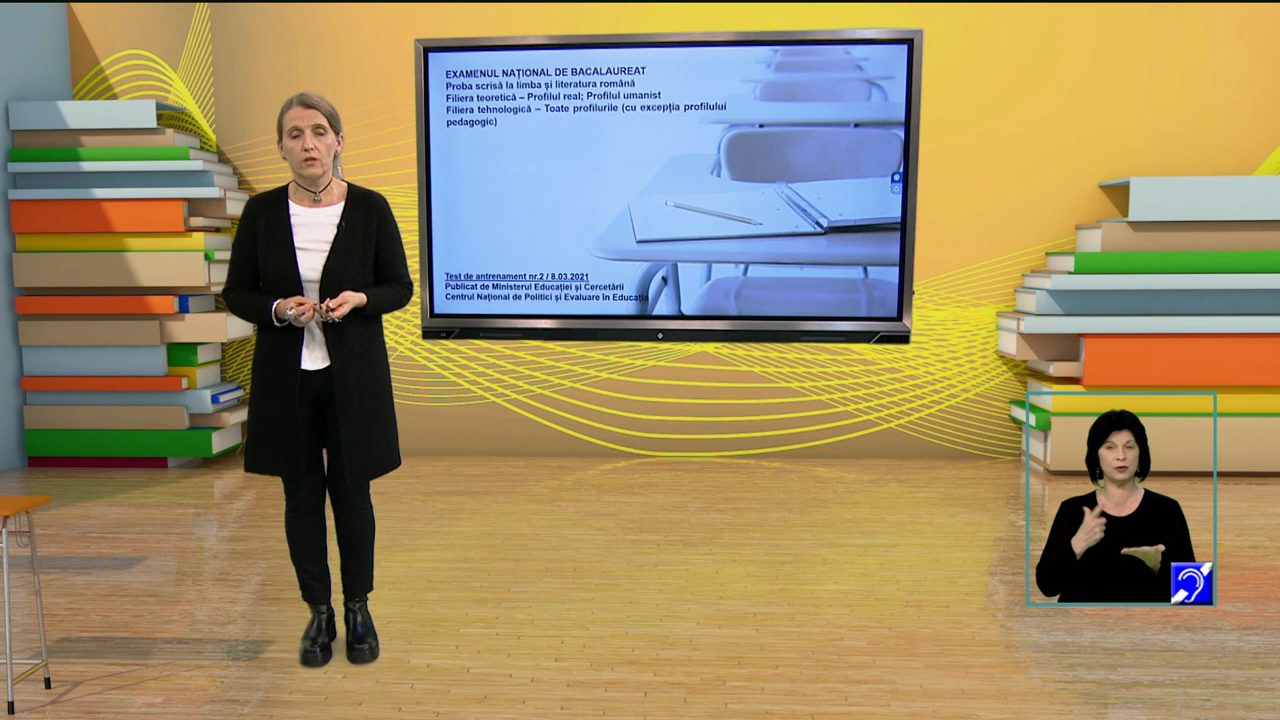 EXAMENUL NAȚIONAL DE BACALAUREAT
Proba scrisă la limba și literatura română
Filiera teoretică – Profilul real; Profilul umanist
Filiera tehnologică – Toate profilurile (cu excepția profilului
pedagogic)
Test de antrenament nr.2 / 8.03.2021
Publicat de Ministerul Educației și Cercetării
Centrul Național de Politici și Evaluare în Educație